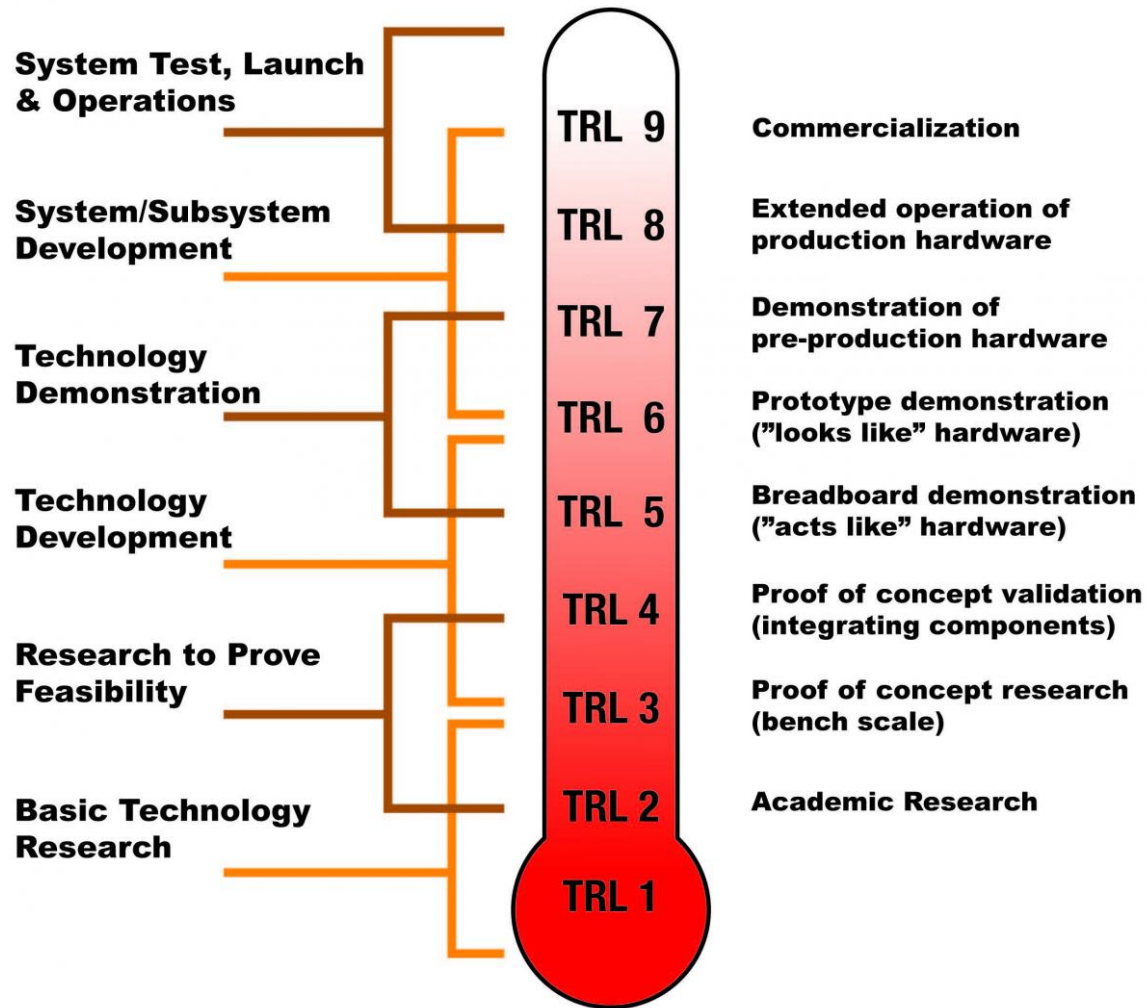 System Test, Launch
& Operations
System/Subsystem
Development
Technology
Demonstration
Technology
Development
Research to Prove
Feasibility
Basic Technology
Research
TRL 9
TRL 8
TRL 7
TRL 6
TRL 5
TRL 4
TRL 3
TRL 2
TRL 1
Commercialization
Extended operation of
production hardware
Demonstration of
pre-production hardware
Prototype demonstration
(”looks like” hardware)
Breadboard demonstration
(”acts like” hardware)
Proof of concept validation
(integrating components)
Proof of concept research
(bench scale)
Academic Research